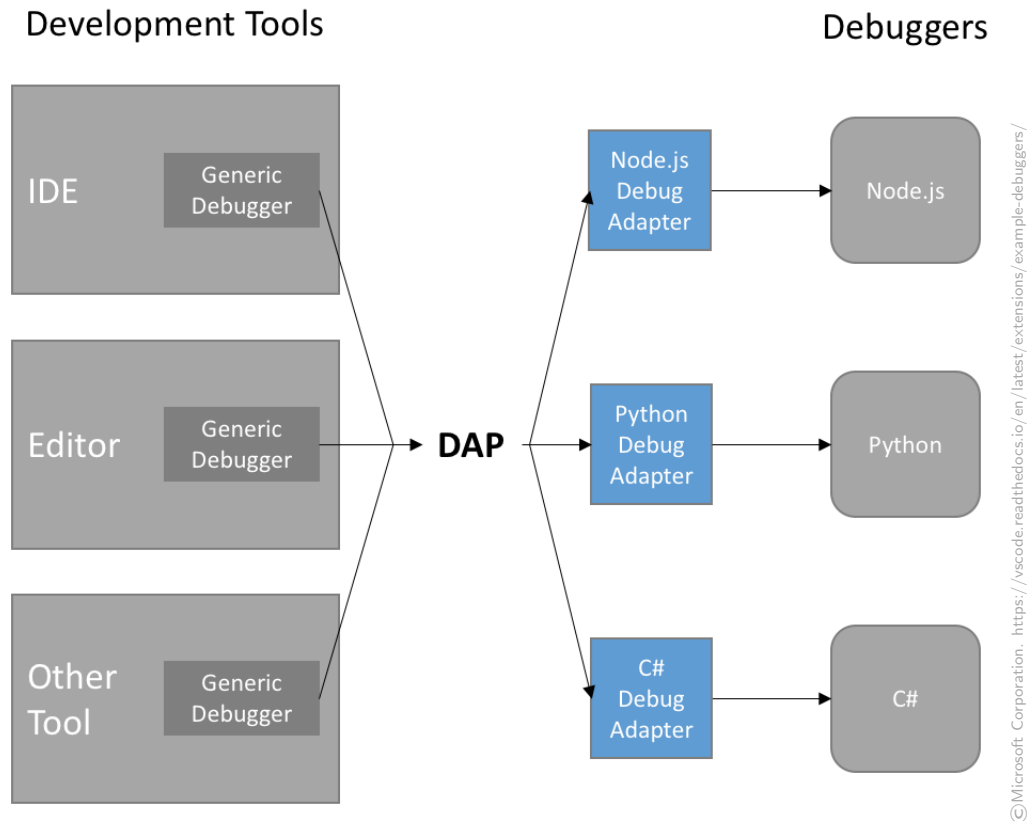 Development Tools
Debuggers
IDE
Generic
Debugger
Node.js
Debug
Adapter
Node.js
Editor
Generic
Debugger
DAP
Python
Debug
Adapter
Python
Other
Tool
Generic
Debugger
C#
Debug
Adapter
C#
©Microsoft Corporation. https://vscode.readthedocs.io/en/latest/extensions/example-debuggers/